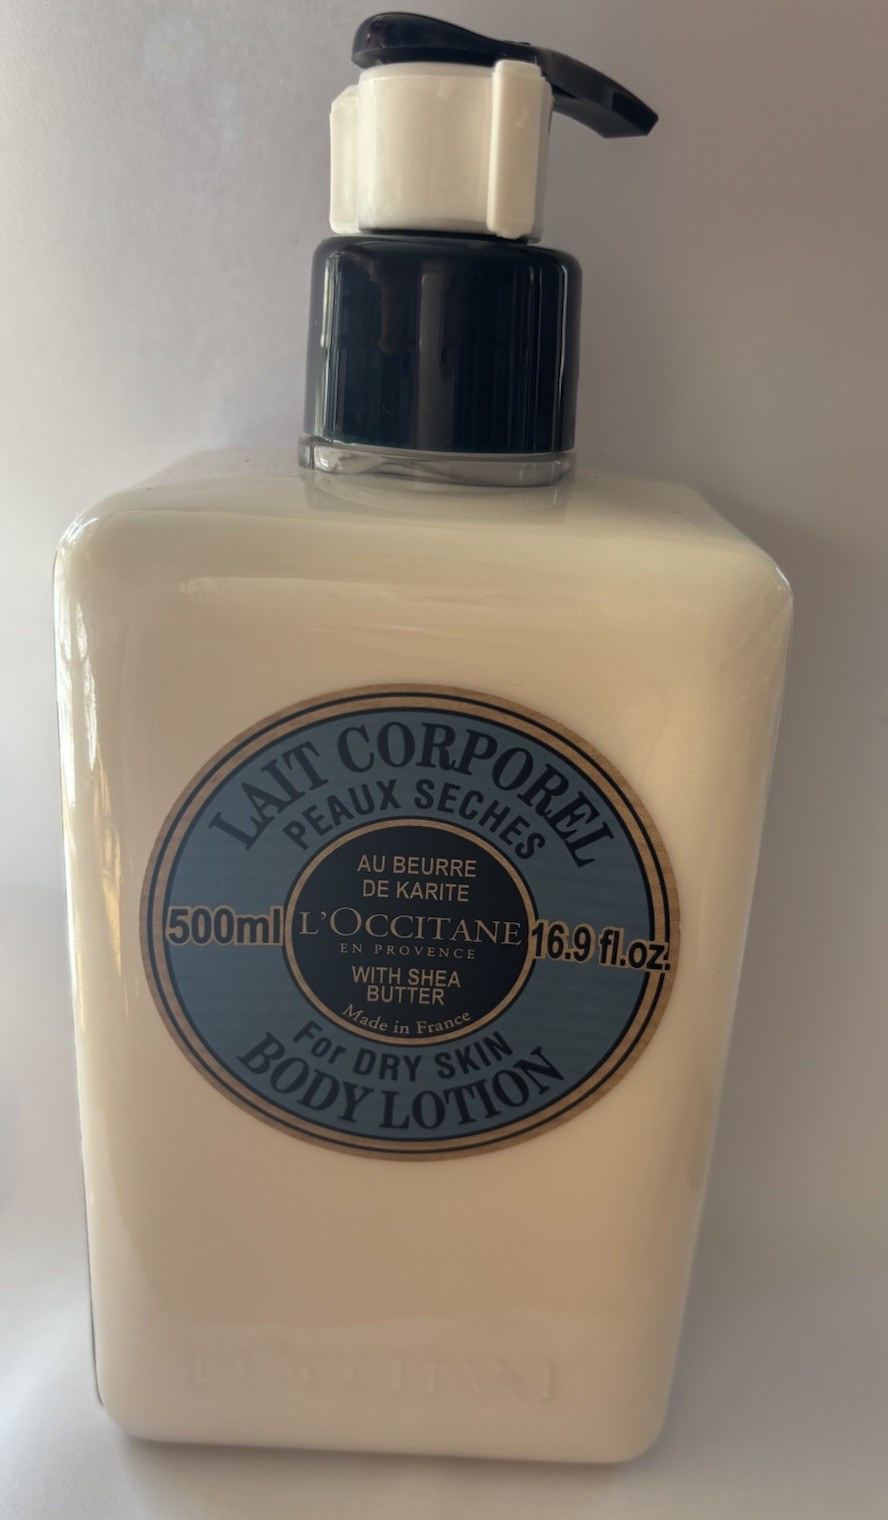 LAIT CORPOREL
PEAUX SECHES
AU BEURRE
DE KARITE
500ml
L'OCCITANE
16.9 fl.oz.
EN PROVENCE
WITH SHEA
BUTTER
Made in France
For DRY SKIN
BODY LOTION